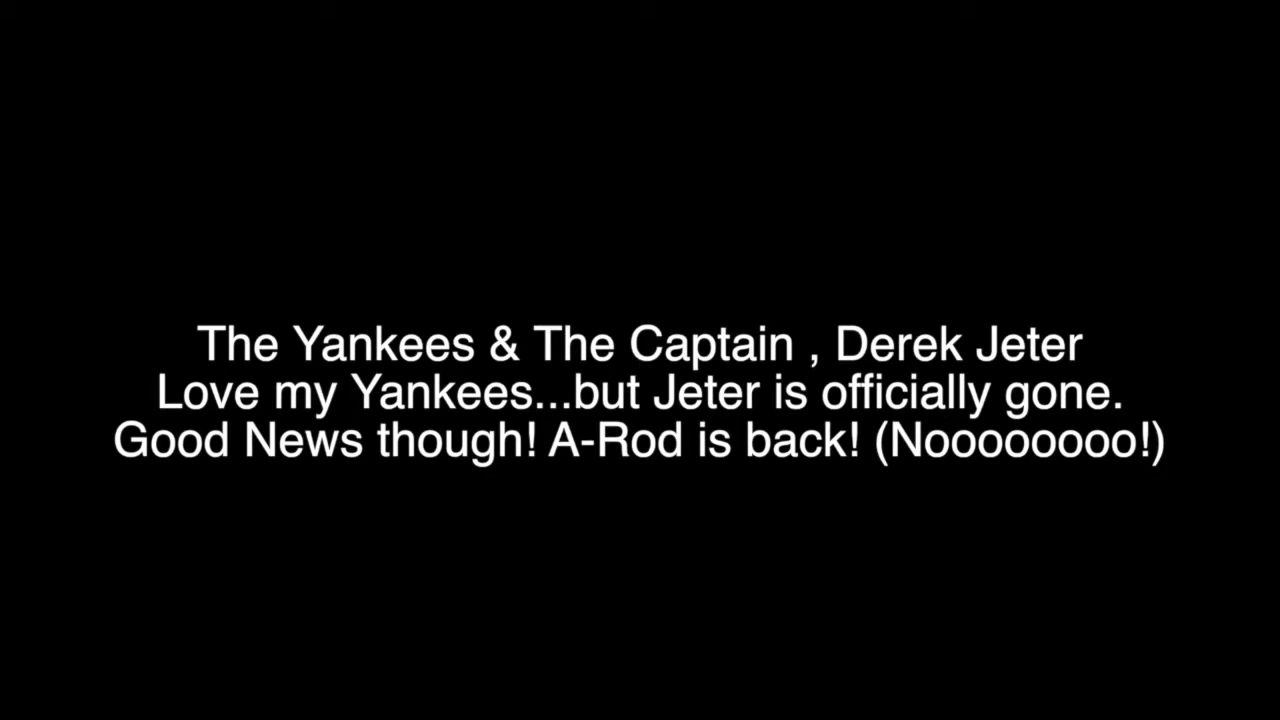 The Yankees & The Captain , Derek Jeter
Love my Yankees...but Jeter is officially gone.
Good News though! A-Rod is back! (Noooooooo!)